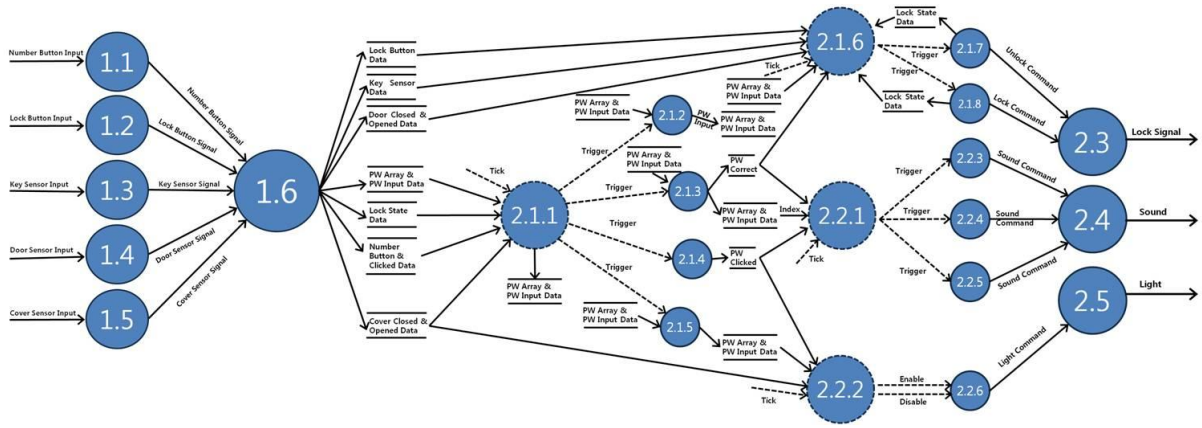 Number Button Input
1.1
Number Button Signal
Lock Button Input
1.2
Lock Button Signal
Key Sensor Input
1.3
Key Sensor Signal
Door Sensor Input
1.4
Door Sensor Signal
Cover Sensor Input
1.5
Cover Sensor Signal
1.6
Lock Button
Data
Key Sensor
Data
Door Closed &
Opened Data
PW Array &
PW Input Data
Lock State
Data
Number
Button &
Clicked Data
Cover Closed &
Opened Data
Tick
2.1.1
PW Array &
PW Input Data
Trigger
Trigger
Trigger
Trigger
PW Array &
PW Input Data
2.1.2
PW
Input
PW Array &
PW Input Data
PW Array &
PW Input Data
2.1.3
PW
Correct
PW Array &
PW Input Data
Index
2.1.4
PW
Clicked
PW Array &
PW Input Data
2.1.5
PW Array &
PW Input Data
Tick
PW Array &
PW Input Data
2.1.6
Lock State
Data
Trigger
2.1.7
Unlock Command
Trigger
Lock State
Data
2.1.8
Lock Command
2.3
Lock Signal
2.2.1
Tick
Trigger
Trigger
Trigger
2.2.3
Sound Command
2.2.4
Sound
Command
2.2.5
Sound Command
2.4
Sound
2.2.2
Tick
Enable
Disable
2.2.6
Light Command
2.5
Light